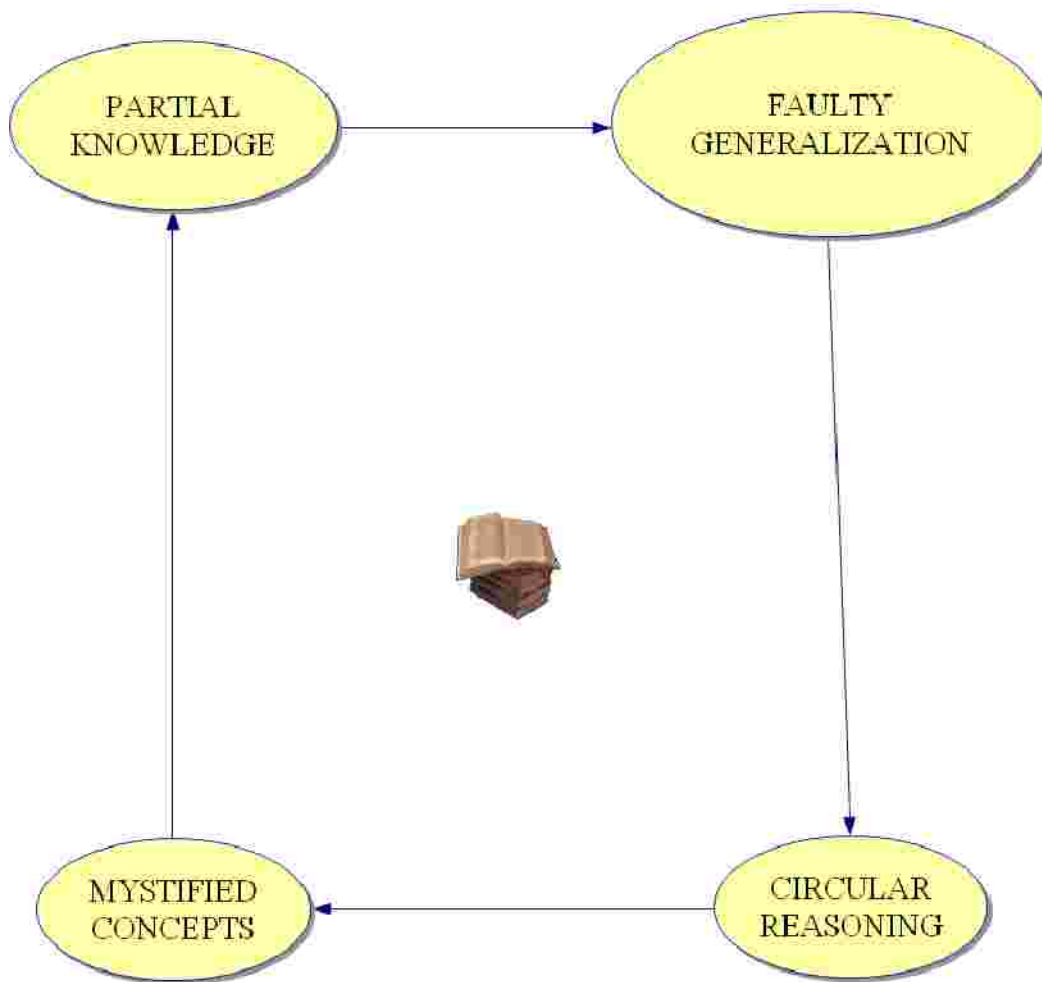 PARTIAL
KNOWLEDGE
FAULTY
GENERALIZATION
MYSTIFIED
CONCEPTS
CIRCULAR
REASONING